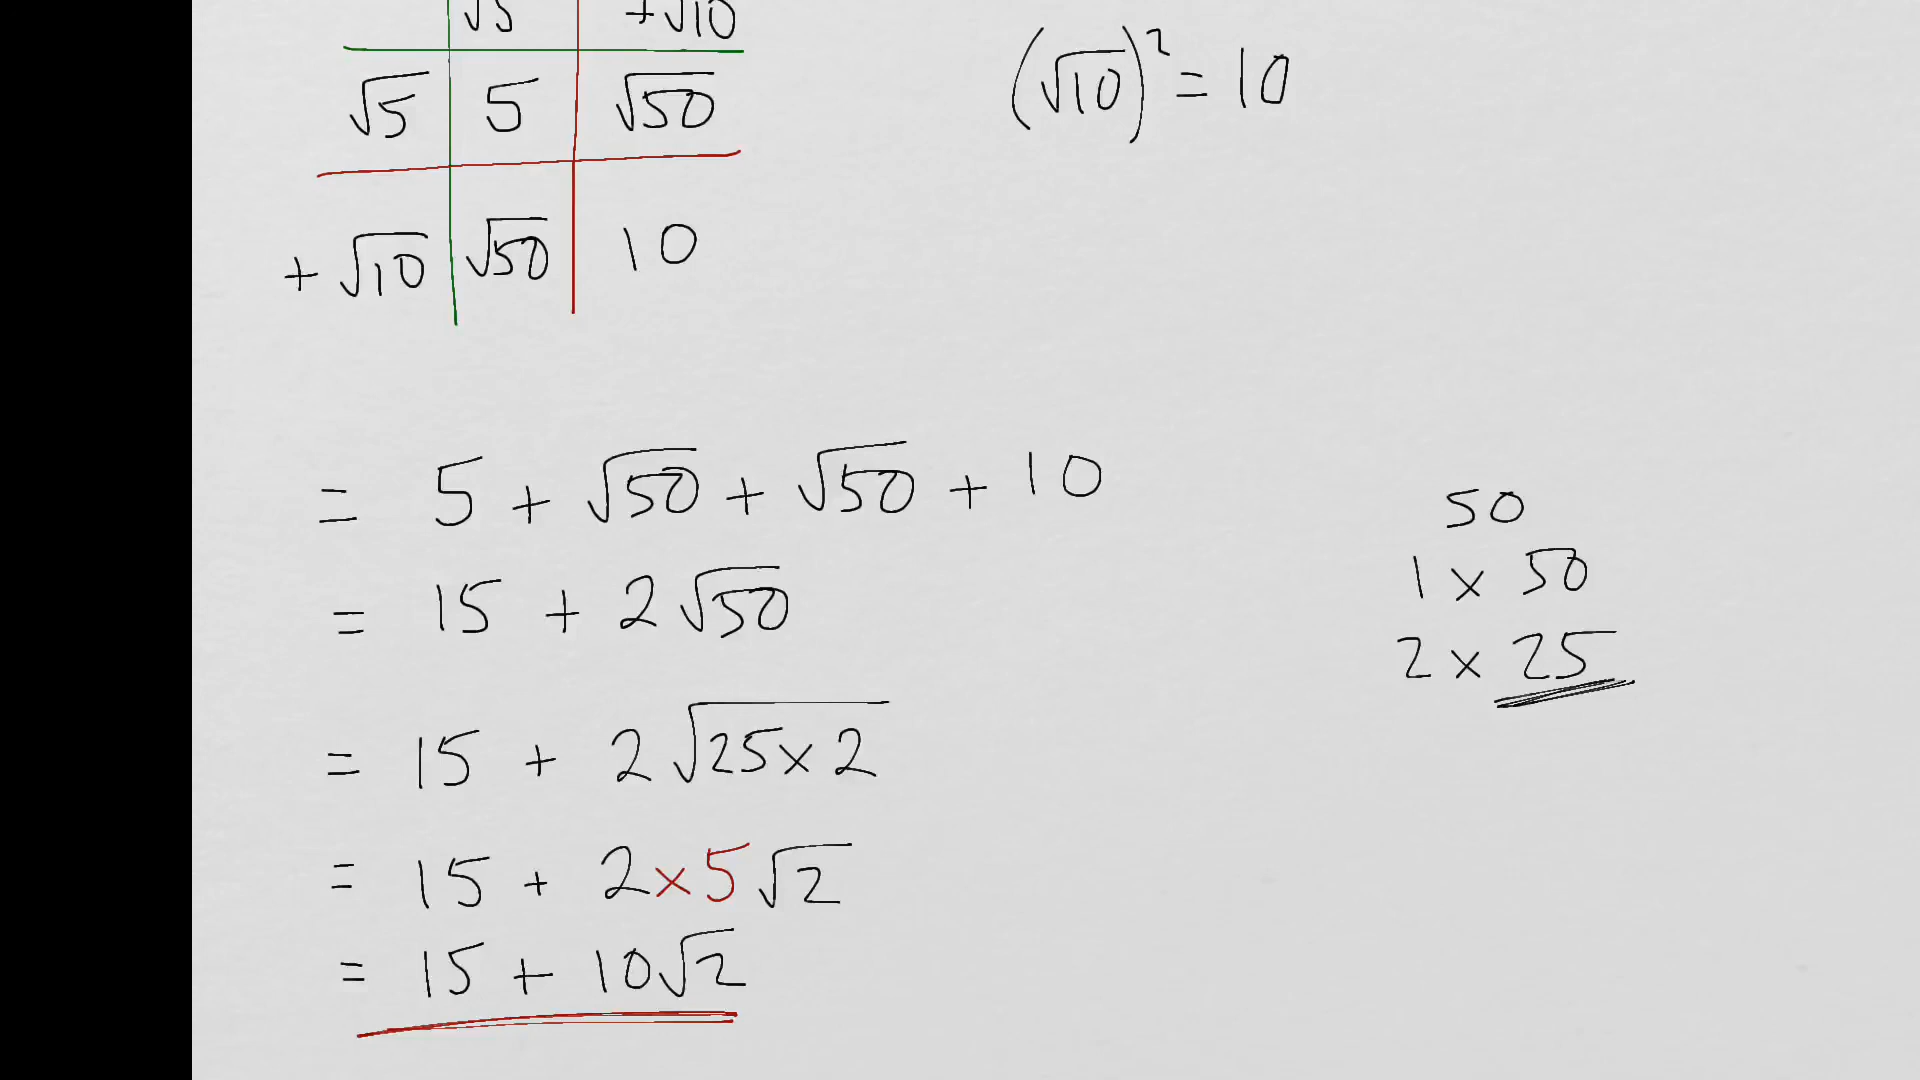 √5 +√10
√5 5 √50
+ √10 √50 10
(√10)² = 10
= 5 + √50 + √50 + 10
= 15 + 2√50
= 15 + 2√25×2
= 15 + 2×5√2
= 15 + 10√2
50
1 × 50
2 × 25